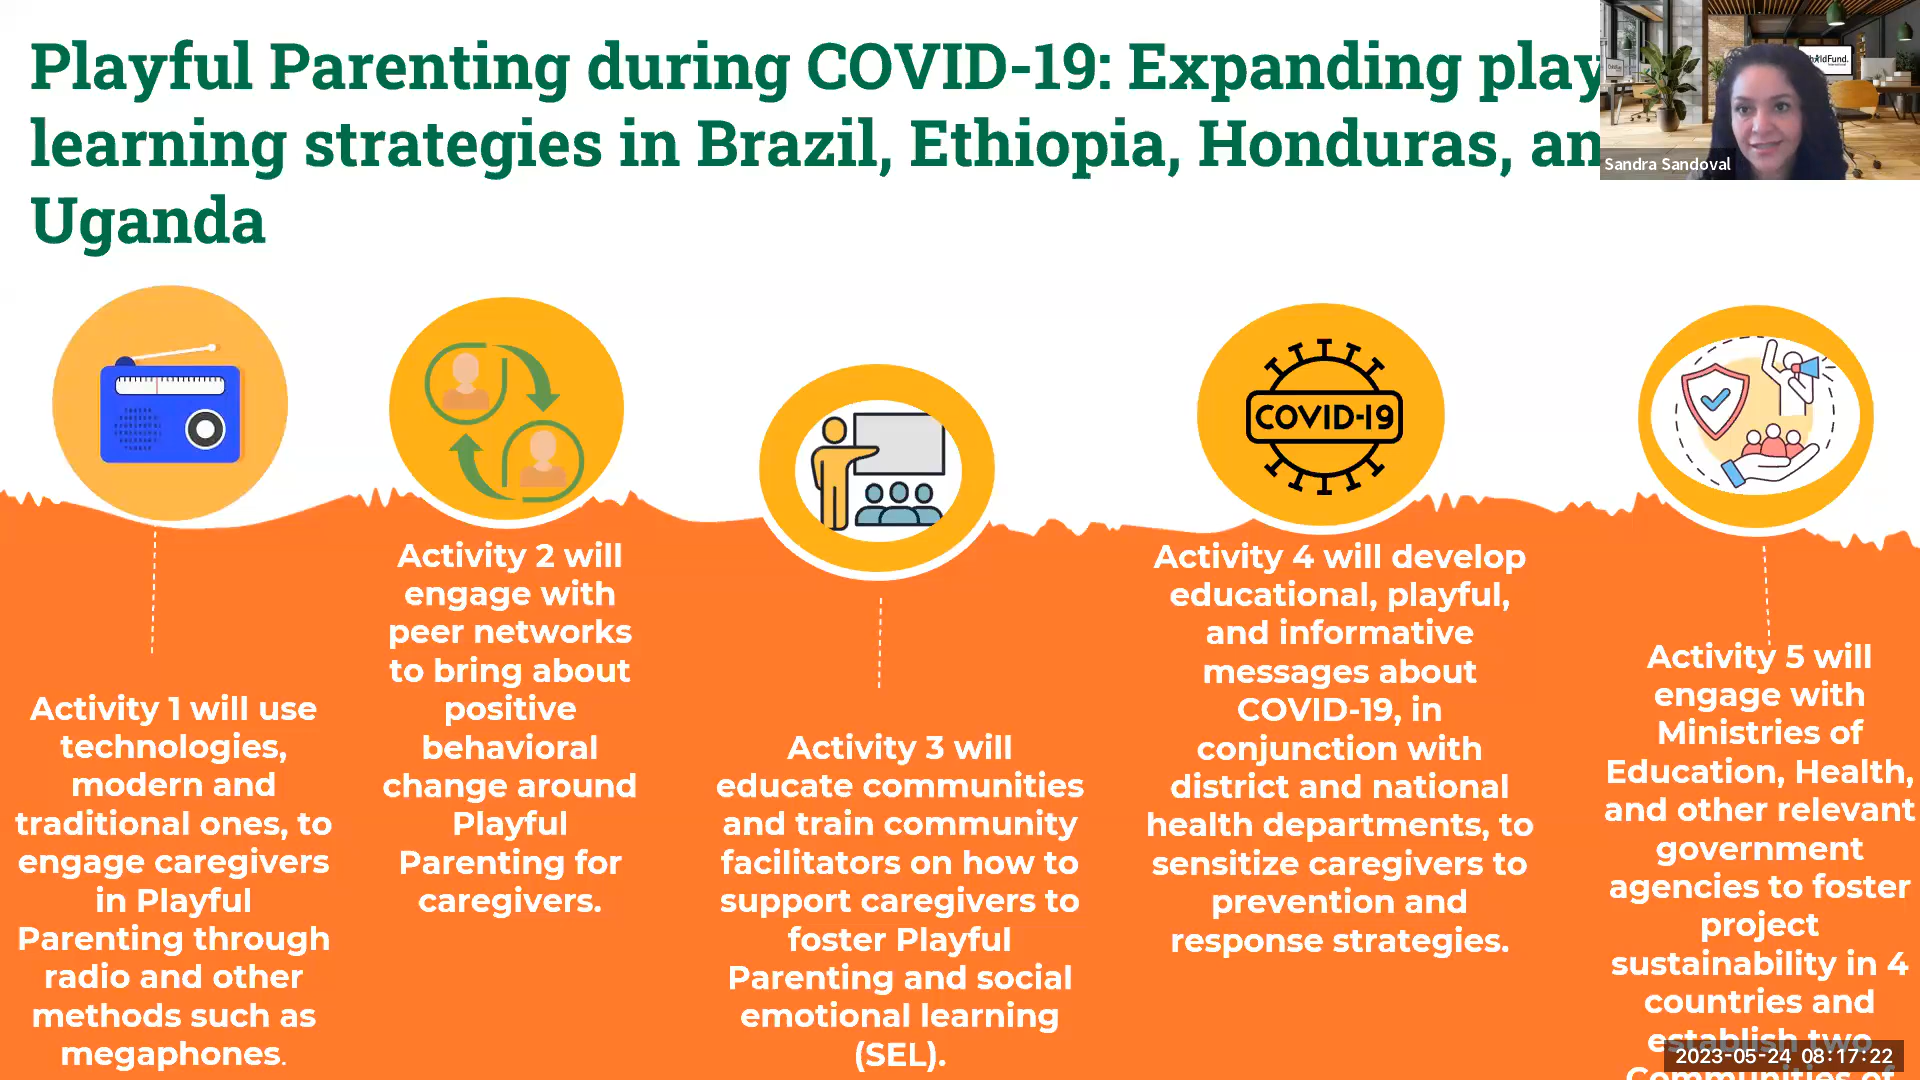 Playful Parenting during COVID-19: Expanding play
learning strategies in Brazil, Ethiopia, Honduras, an
Uganda
ldFund.
Sandra Sandoval
COVID-19
Activity 1 will use
technologies,
modern and
traditional ones, to
engage caregivers
in Playful
Parenting through
radio and other
methods such as
megaphones.
Activity 2 will
engage with
peer networks
to bring about
positive
behavioral
change around
Playful
Parenting for
caregivers.
Activity 3 will
educate communities
and train community
facilitators on how to
support caregivers to
foster Playful
Parenting and social
emotional learning
(SEL).
Activity 4 will develop
educational, playful,
and informative
messages about
COVID-19, in
conjunction with
district and national
health departments, to
sensitize caregivers to
prevention and
response strategies.
Activity 5 will
engage with
Ministries of
Education, Health,
and other relevant
government
agencies to foster
project
sustainability in 4
countries and
establish two
Communities of
2023-05-24 08:17:22